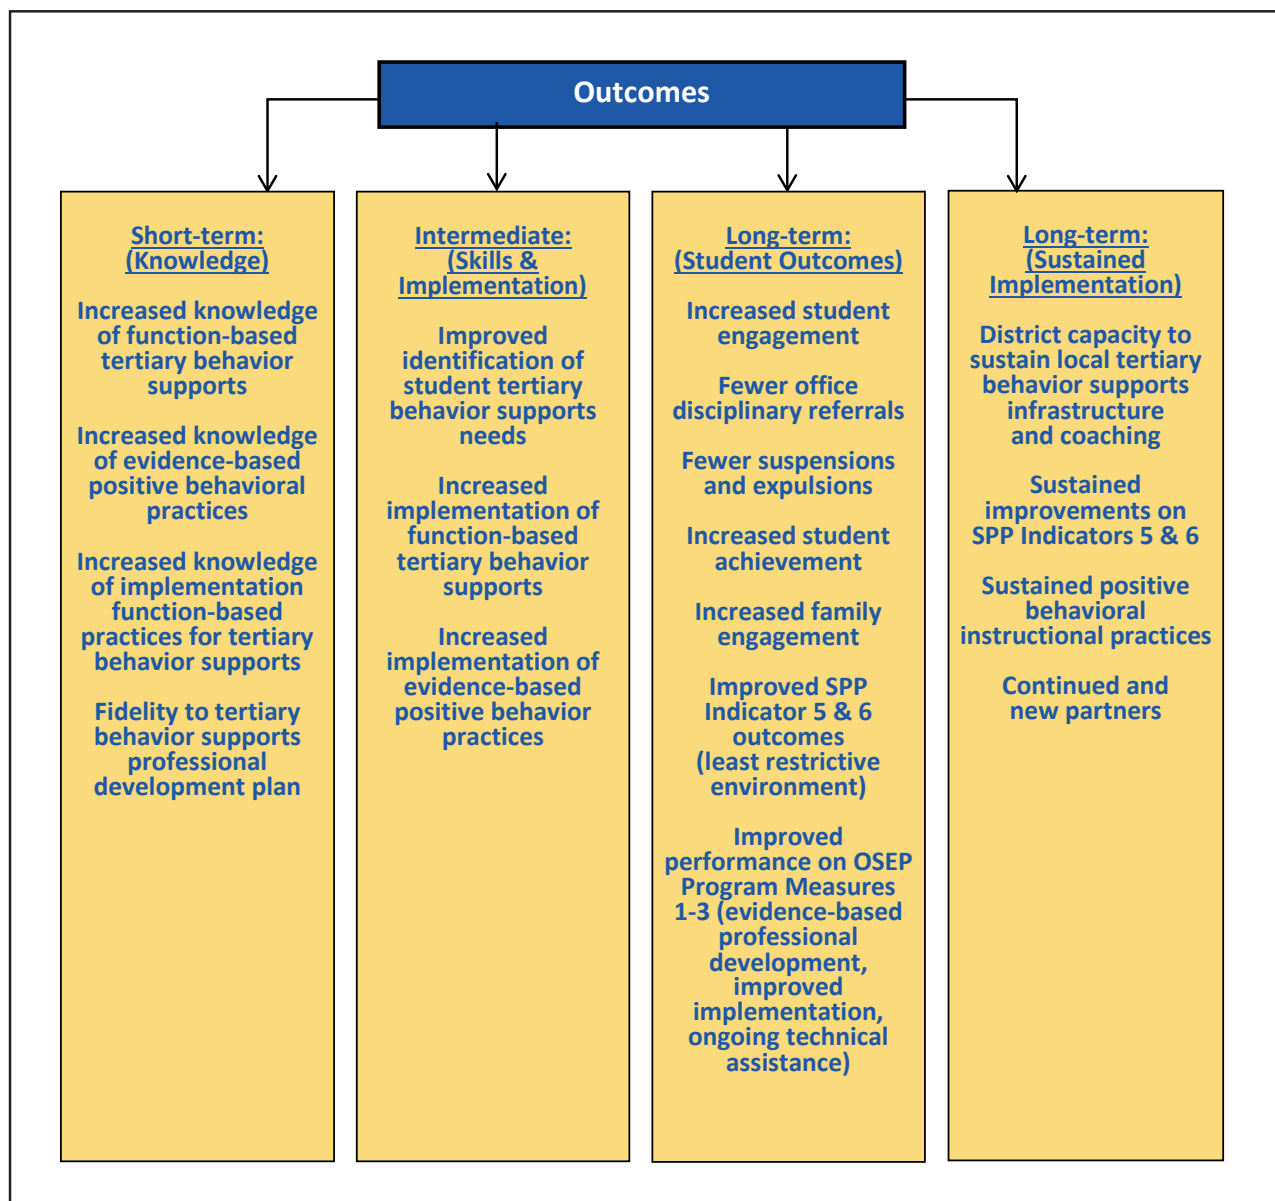 Outcomes
Short-term:
(Knowledge)
Increased knowledge
of function-based
tertiary behavior
supports
Increased knowledge
of evidence-based
positive behavioral
practices
Increased knowledge
of implementation
function-based
practices for tertiary
behavior supports
Fidelity to tertiary
behavior supports
professional
development plan
Intermediate:
(Skills &
Implementation)
Improved
identification of
student tertiary
behavior supports
needs
Increased
implementation of
function-based
tertiary behavior
supports
Increased
implementation of
evidence-based
positive behavior
practices
Long-term:
(Student Outcomes)
Increased student
engagement
Fewer office
disciplinary referrals
Fewer suspensions
and expulsions
Increased student
achievement
Increased family
engagement
Improved SPP
Indicator 5 & 6
outcomes
(least restrictive
environment)
Improved
performance on OSEP
Program Measures
1-3 (evidence-based
professional
development,
improved
implementation,
ongoing technical
assistance)
Long-term:
(Sustained
Implementation)
District capacity to
sustain local tertiary
behavior supports
infrastructure
and coaching
Sustained
improvements on
SPP Indicators 5 & 6
Sustained positive
behavioral
instructional practices
Continued and
new partners